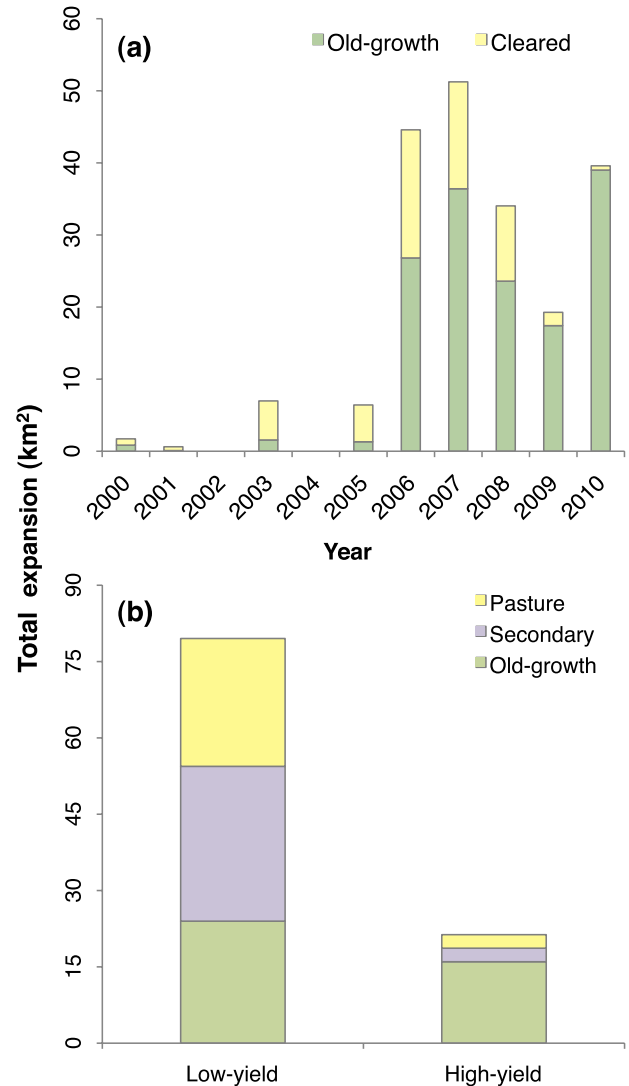 Total expansion (km²)
(a)
Old-growth
Cleared
60
50
40
30
20
10
0
2000
2001
2002
2003
2004
2005
2006
2007
2008
2009
2010
Year
(b)
Pasture
Secondary
Old-growth
90
75
60
45
30
15
0
Low-yield
High-yield